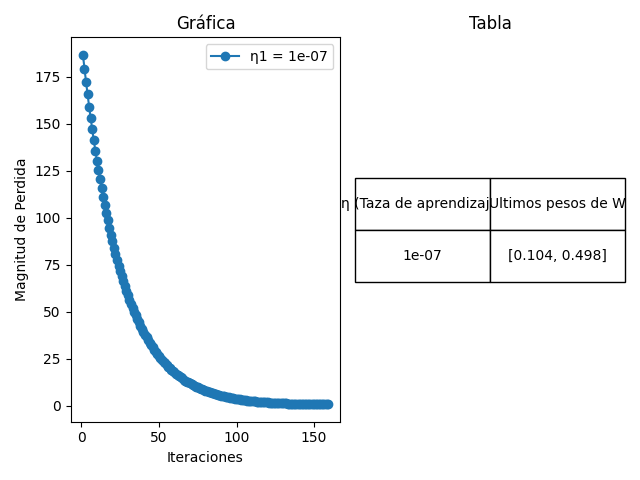 Gráfica
Tabla
η1 = 1e-07
Magnitud de Perdida
175
150
125
100
75
50
25
0
0 50 100 150
Iteraciones
η (Taza de aprendizaj Ultimos pesos de W
1e-07 [0.104, 0.498]